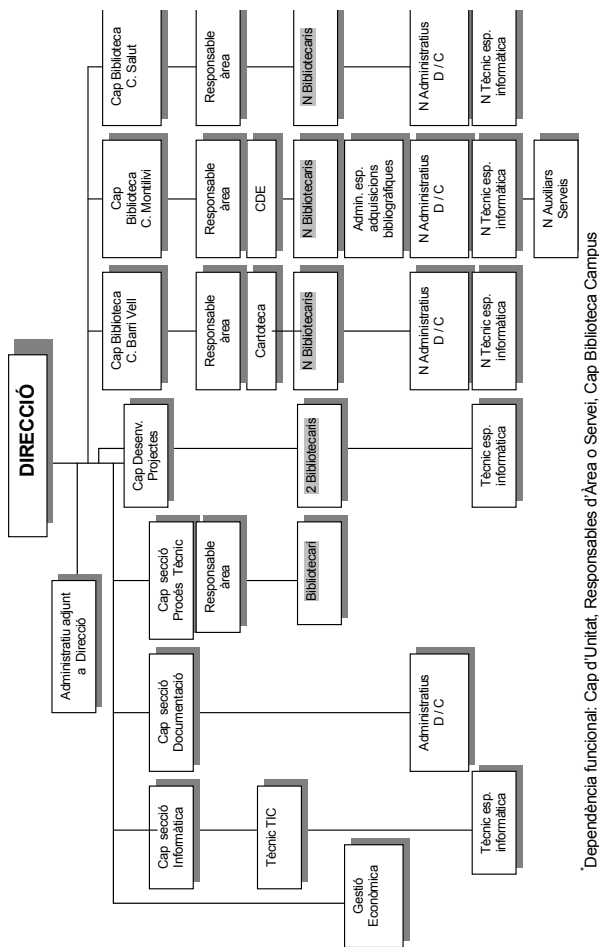 DIRECCIÓ
Administratiu adjunt
a Direcció
Gestió
Econòmica
Cap secció
Informàtica
Tècnic TIC
Tècnic esp.
informàtica
Cap secció
Documentació
Administratius
D / C
Cap secció
Procés Tècnic
Responsable
àrea
Bibliotecari
Cap Desenv.
Projectes
2 Bibliotecaris
Tècnic esp.
informàtica
Cap Biblioteca
C. Barri Vell
Responsable
àrea
Cartoteca
N Bibliotecaris
N Administratius
D / C
N Tècnic esp.
informàtica
Cap
Biblioteca
C. Montilivi
Responsable
àrea
CDE
N Bibliotecaris
Admin. esp.
adquisicions
bibliogràfiques
N Administratius
D / C
N Tècnic esp.
informàtica
N Auxiliars
Serveis
Cap Biblioteca
C. Salut
Responsable
àrea
N Bibliotecaris
N Administratius
D / C
N Tècnic esp.
informàtica
*Dependència funcional: Cap d'Unitat, Responsables d'Àrea o Servei, Cap Biblioteca Campus